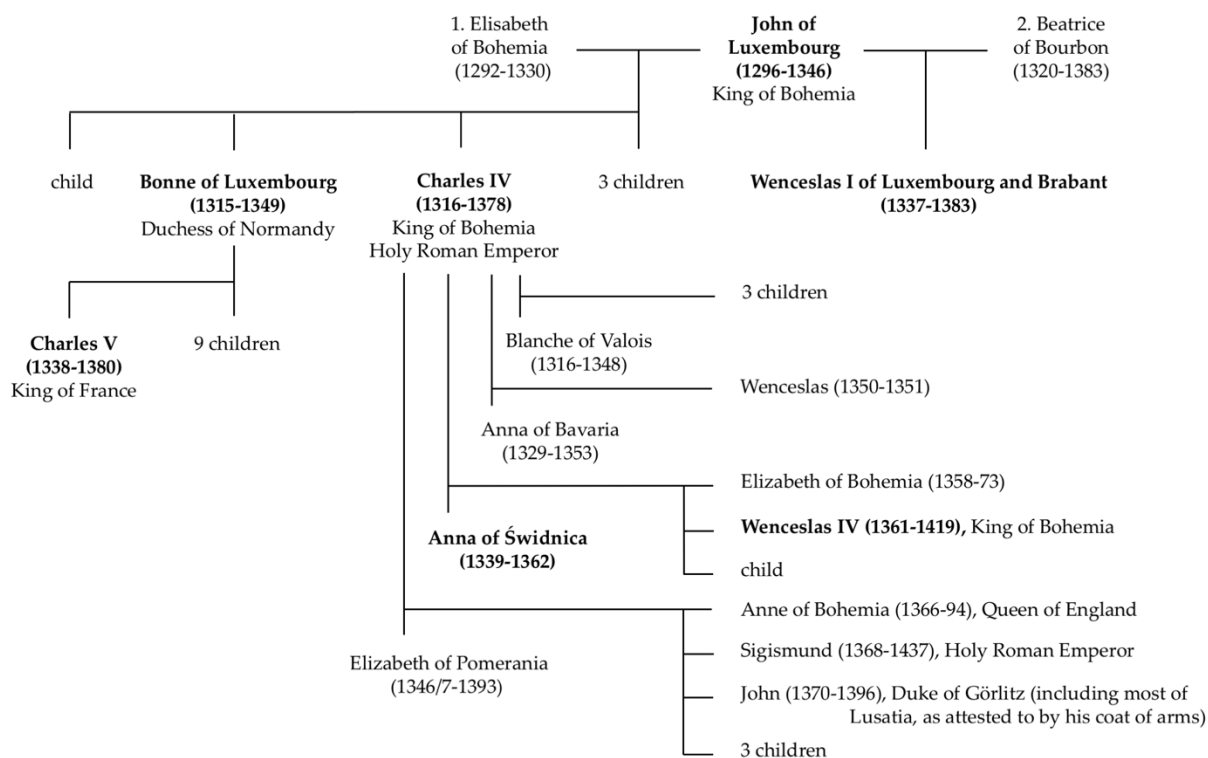 1. Elisabeth
of Bohemia
(1292-1330)
John of
Luxembourg
(1296-1346)
King of Bohemia
2. Beatrice
of Bourbon
(1320-1383)
child
Bonne of Luxembourg
(1315-1349)
Duchess of Normandy
Charles IV
(1316-1378)
King of Bohemia
Holy Roman Emperor
3 children
Wenceslas I of Luxembourg and Brabant
(1337-1383)
Charles V
(1338-1380)
King of France
9 children
3 children
Blanche of Valois
(1316-1348)
Wenceslas (1350-1351)
Anna of Bavaria
(1329-1353)
Elizabeth of Bohemia (1358-73)
Wenceslas IV (1361-1419), King of Bohemia
child
Anna of Świdnica
(1339-1362)
Anne of Bohemia (1366-94), Queen of England
Sigismund (1368-1437), Holy Roman Emperor
John (1370-1396), Duke of Görlitz (including most of
Lusatia, as attested to by his coat of arms)
3 children
Elizabeth of Pomerania
(1346/7-1393)